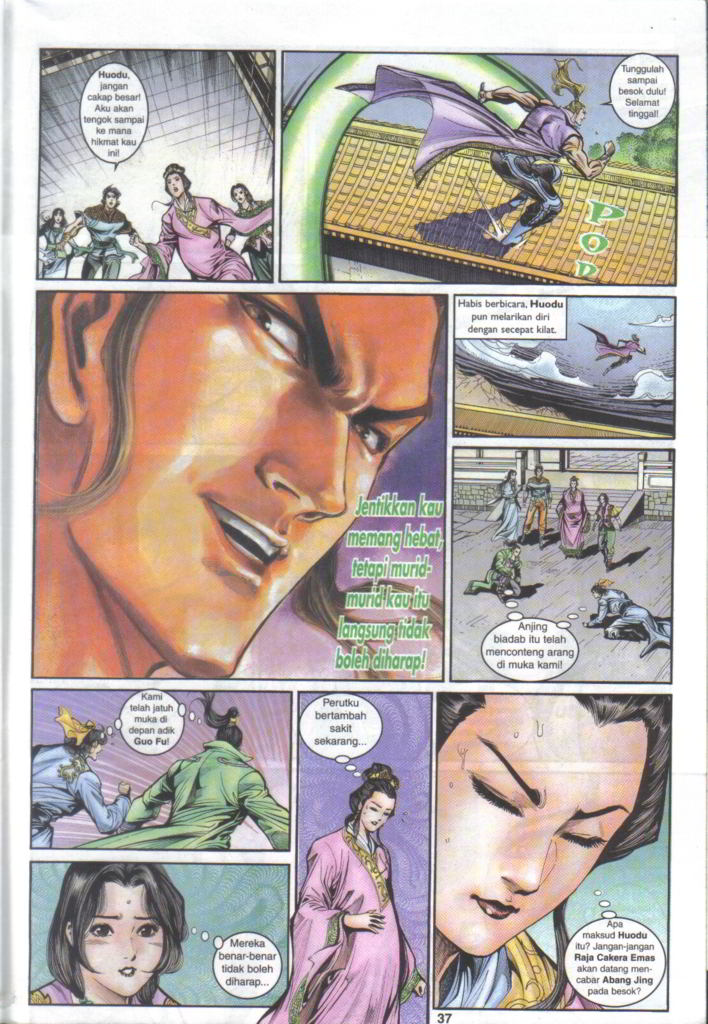 Huodu,
jangan
cakap besar!
Aku akan
tengok sampai
ke mana
hikmat kau
ini!
Tunggulah
sampai
besok dulu!
Selamat
tinggal!
POP
Jentikkan kau
memang hebat,
tetapi murid-
murid kau itu
langsung tidak
boleh diharap!
Habis berbicara, Huodu
pun melarikan diri
dengan secepat kilat.
Anjing
biadab itu telah
menconteng arang
di muka kami!
Kami
telah jatuh
muka di
depan adik
Guo Fu!
Mereka
benar-benar
tidak boleh
diharap...
Perutku
bertambah
sakit
sekarang...
Apa
maksud Huodu
itu? Jangan-jangan
Raja Cakera Emas
akan datang men-
cabar Abang Jing
pada besok?
37